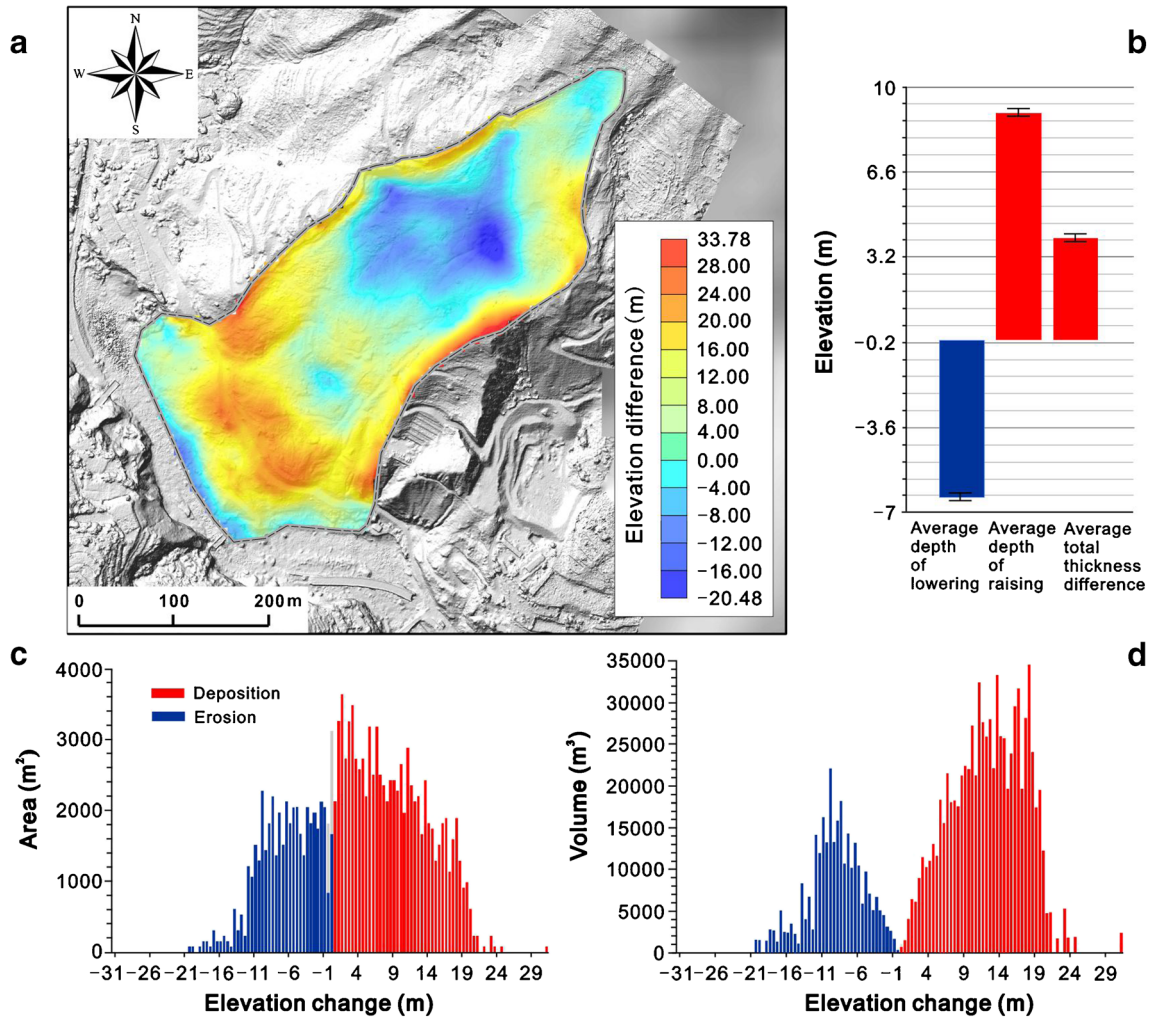 a
N
W
E
S
Elevation difference (m)
33.78
28.00
24.00
20.00
16.00
12.00
8.00
4.00
0.00
−4.00
−8.00
−12.00
−16.00
−20.48
0 100 200 m
b
Elevation (m)
10
6.6
3.2
−0.2
−3.6
−7
Average depth of lowering
Average depth of raising
Average total thickness difference
c
Area (m²)
4000
3000
2000
1000
0
Deposition
Erosion
−31 −26 −21 −16 −11 −6 −1 4 9 14 19 24 29
Elevation change (m)
d
Volume (m³)
35000
30000
25000
20000
15000
10000
5000
0
−31 −26 −21 −16 −11 −6 −1 4 9 14 19 24 29
Elevation change (m)